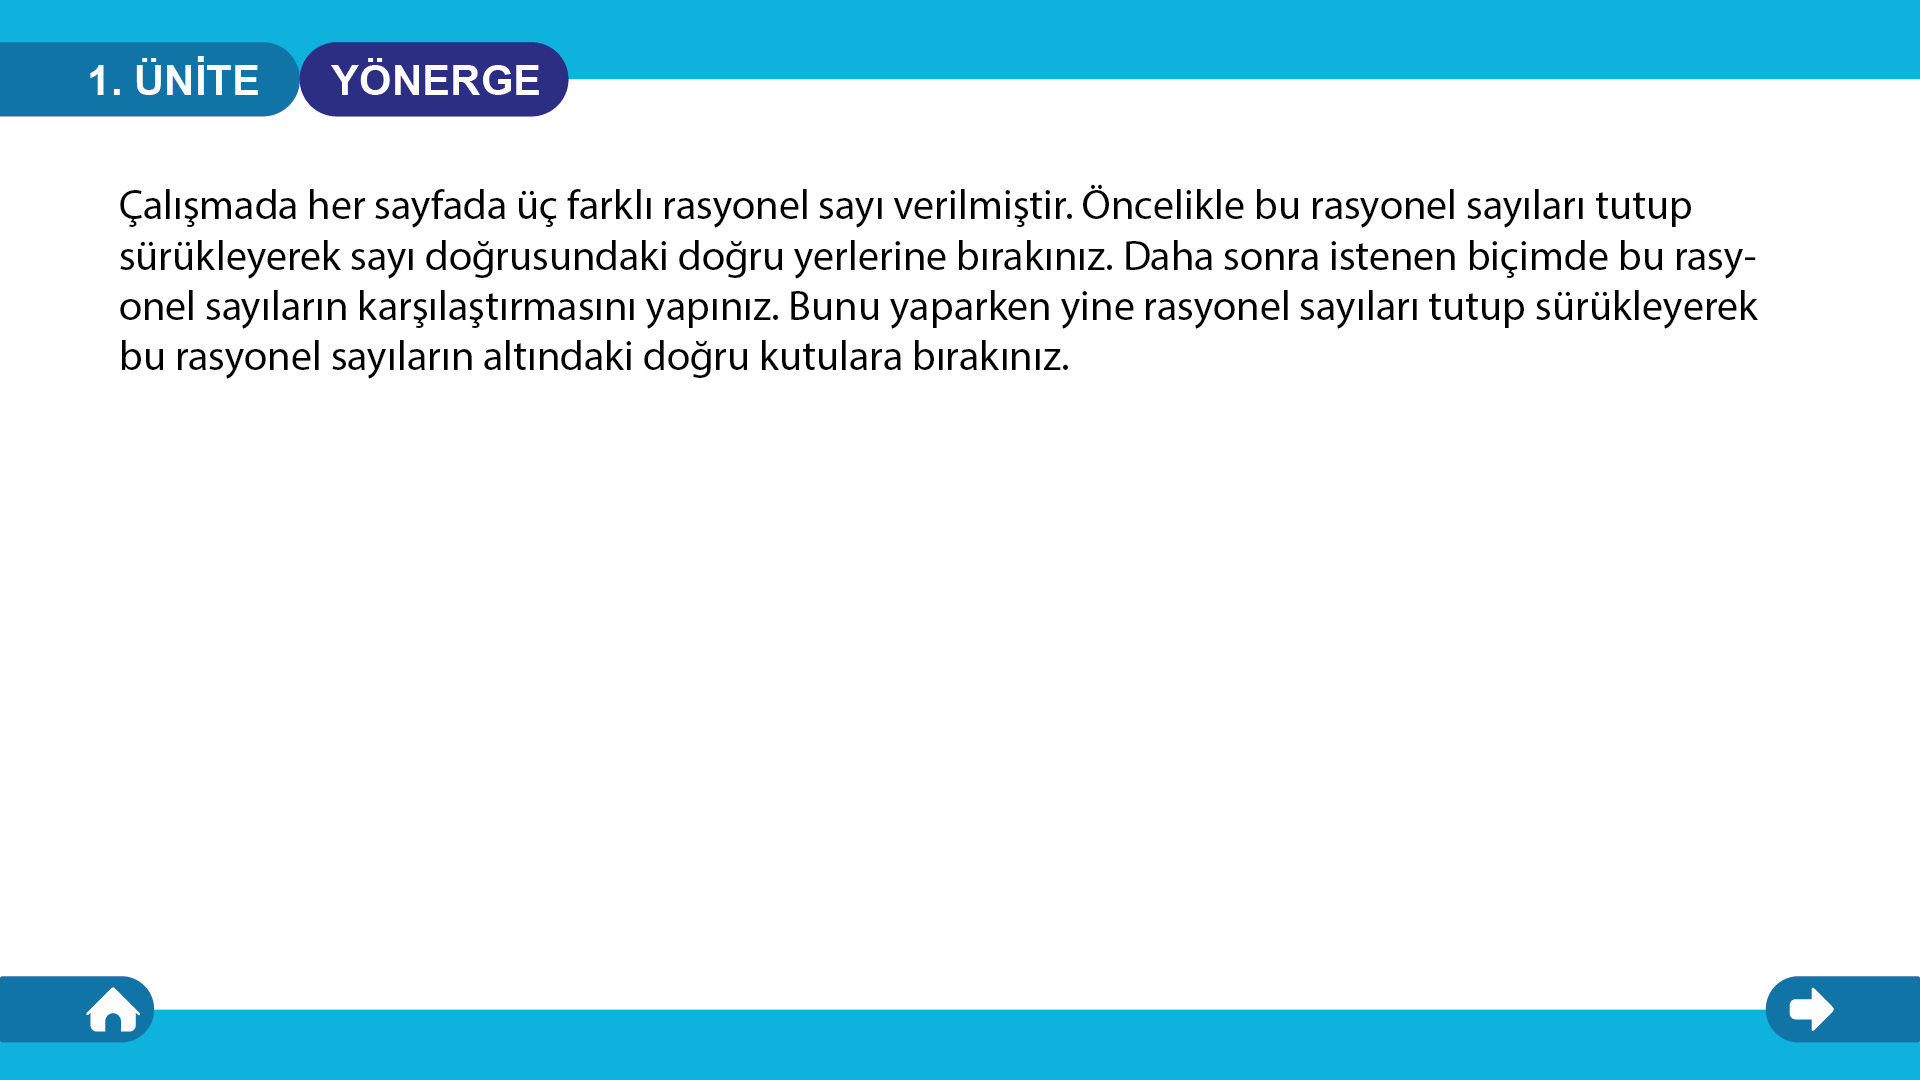 1. ÜNİTE YÖNERGE
Çalışmada her sayfada üç farklı rasyonel sayı verilmiştir. Öncelikle bu rasyonel sayıları tutup
sürükleyerek sayı doğrusundaki doğru yerlerine bırakınız. Daha sonra istenen biçimde bu rasy-
onel sayıların karşılaştırmasını yapınız. Bunu yaparken yine rasyonel sayıları tutup sürükleyerek
bu rasyonel sayıların altındaki doğru kutulara bırakınız.